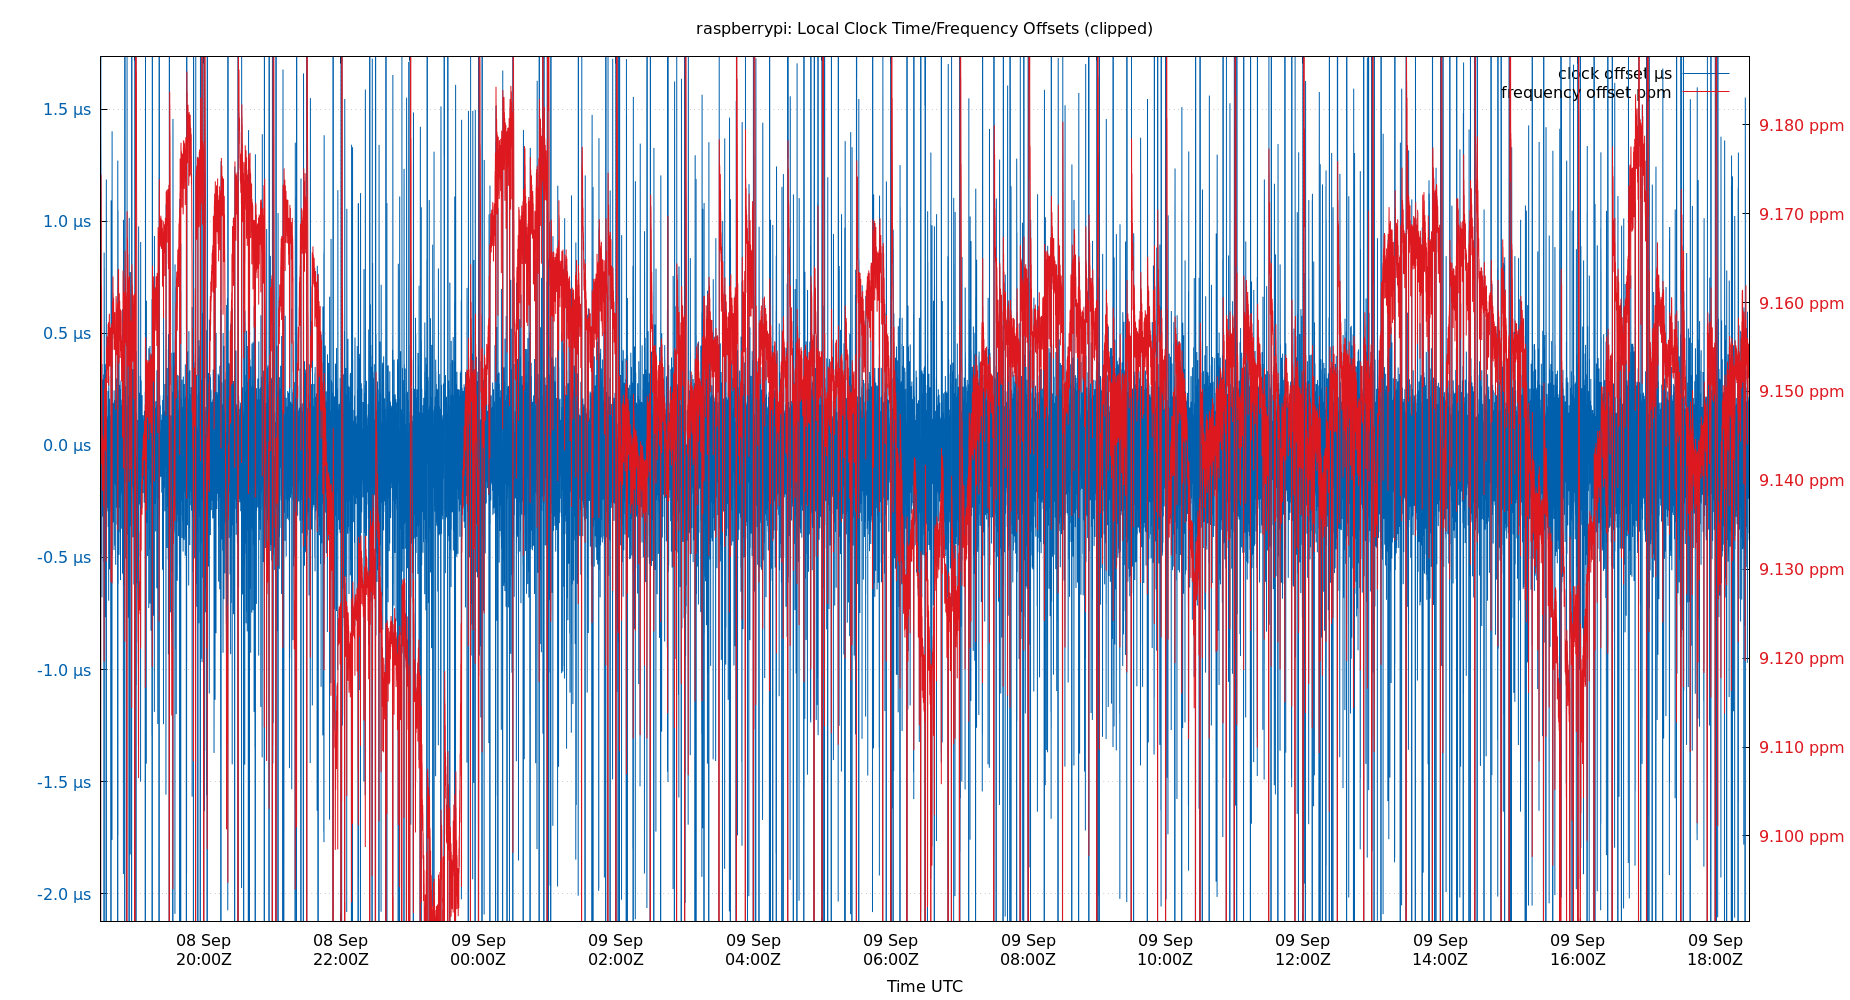 raspberrypi: Local Clock Time/Frequency Offsets (clipped)
clock offset µs
frequency offset ppm
1.5 µs
1.0 µs
0.5 µs
0.0 µs
-0.5 µs
-1.0 µs
-1.5 µs
-2.0 µs
9.180 ppm
9.170 ppm
9.160 ppm
9.150 ppm
9.140 ppm
9.130 ppm
9.120 ppm
9.110 ppm
9.100 ppm
08 Sep 08 Sep 09 Sep 09 Sep 09 Sep 09 Sep 09 Sep 09 Sep 09 Sep 09 Sep 09 Sep 09 Sep
20:00Z 22:00Z 00:00Z 02:00Z 04:00Z 06:00Z 08:00Z 10:00Z 12:00Z 14:00Z 16:00Z 18:00Z
Time UTC